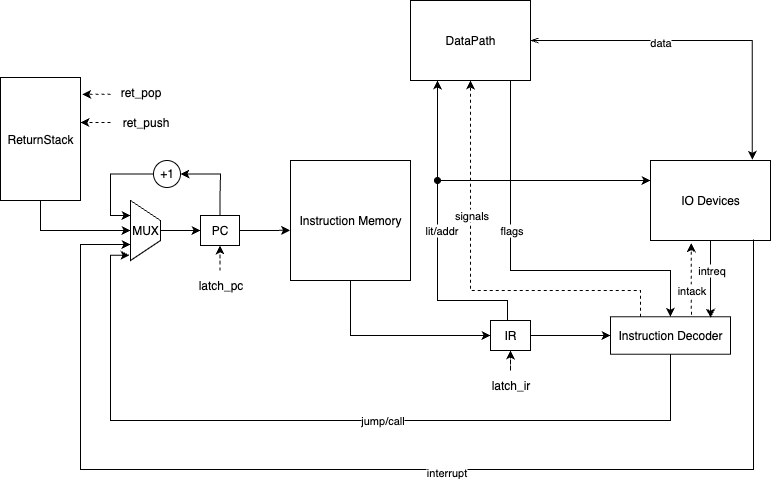 DataPath
data
ret_pop
ret_push
ReturnStack
+1
IO Devices
Instruction Memory
signals
MUX
PC
lit/addr
flags
intreq
latch_pc
intack
IR
Instruction Decoder
latch_ir
jump/call
interrupt